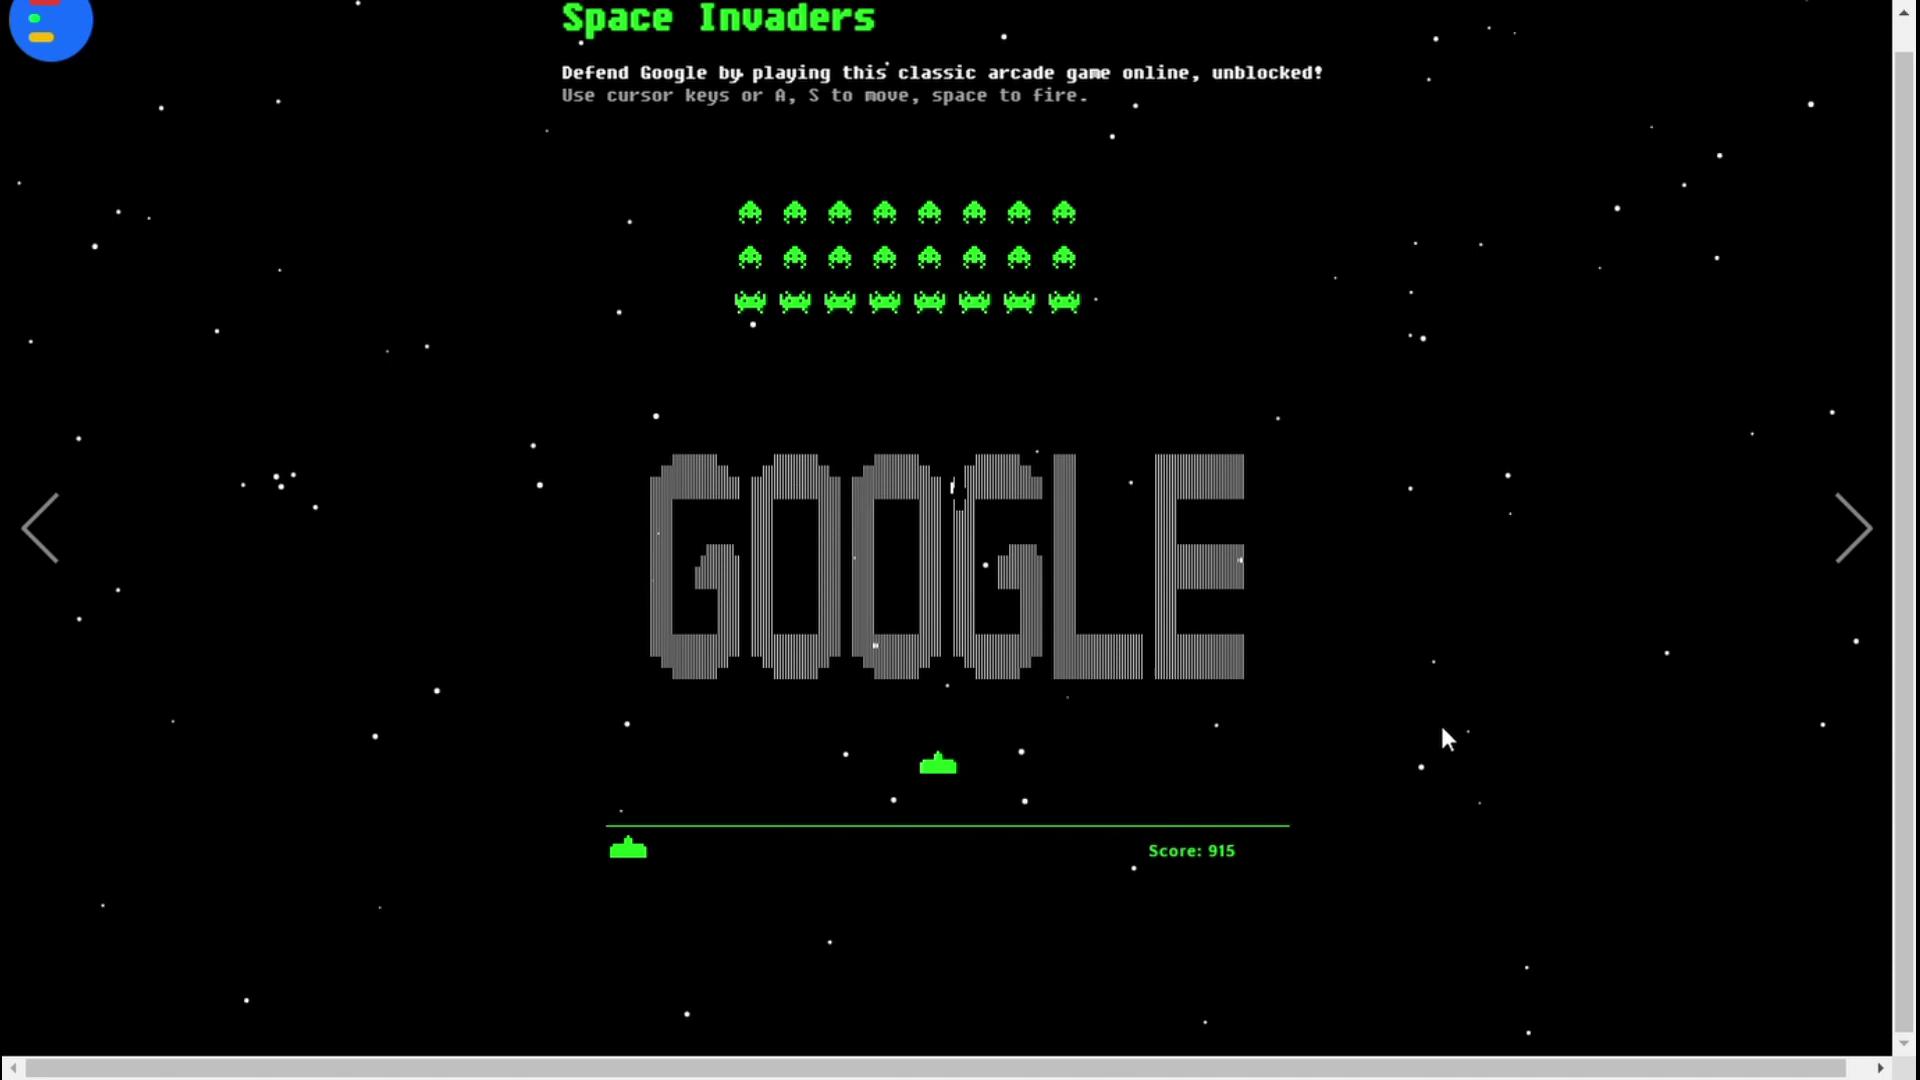 Space Invaders
Defend Google by playing this classic arcade game online, unblocked!
Use cursor keys or A, S to move, space to fire.
GOOGLE
Score: 915